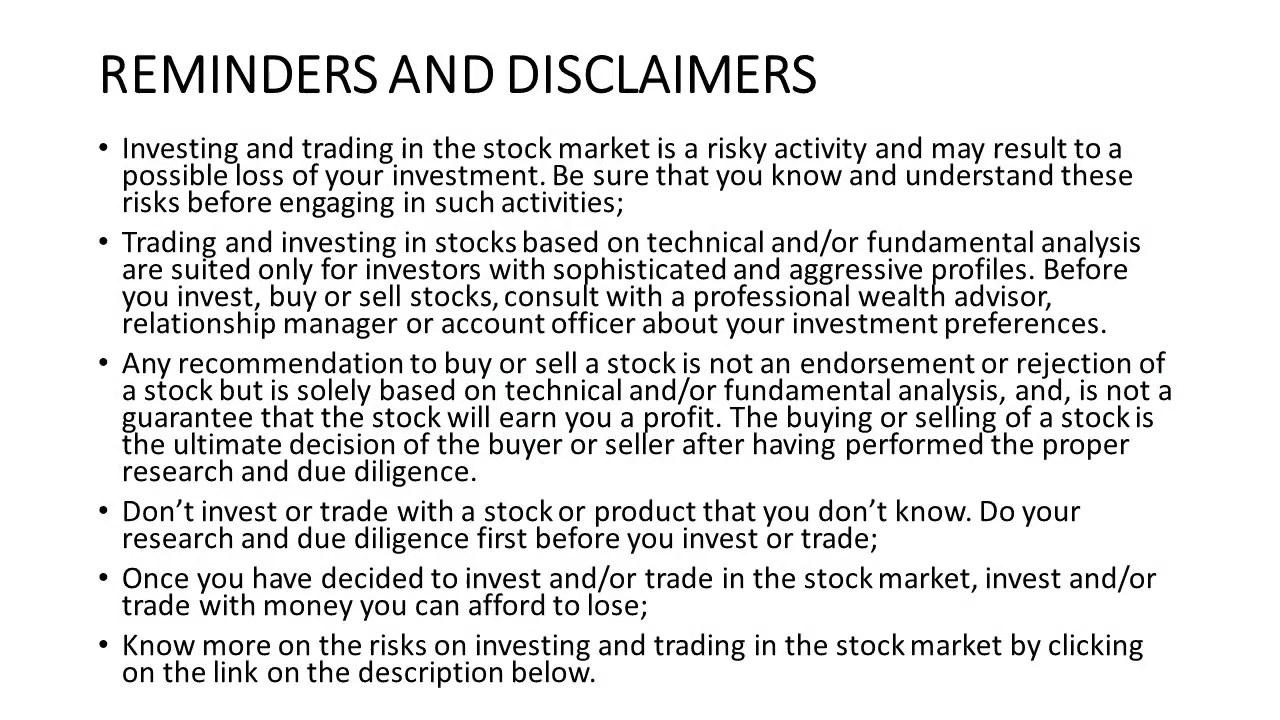 REMINDERS AND DISCLAIMERS
• Investing and trading in the stock market is a risky activity and may result to a
possible loss of your investment. Be sure that you know and understand these
risks before engaging in such activities;
• Trading and investing in stocks based on technical and/or fundamental analysis
are suited only for investors with sophisticated and aggressive profiles. Before
you invest, buy or sell stocks, consult with a professional wealth advisor,
relationship manager or account officer about your investment preferences.
• Any recommendation to buy or sell a stock is not an endorsement or rejection of
a stock but is solely based on technical and/or fundamental analysis, and, is not a
guarantee that the stock will earn you a profit. The buying or selling of a stock is
the ultimate decision of the buyer or seller after having performed the proper
research and due diligence.
• Don’t invest or trade with a stock or product that you don’t know. Do your
research and due diligence first before you invest or trade;
• Once you have decided to invest and/or trade in the stock market, invest and/or
trade with money you can afford to lose;
• Know more on the risks on investing and trading in the stock market by clicking
on the link on the description below.